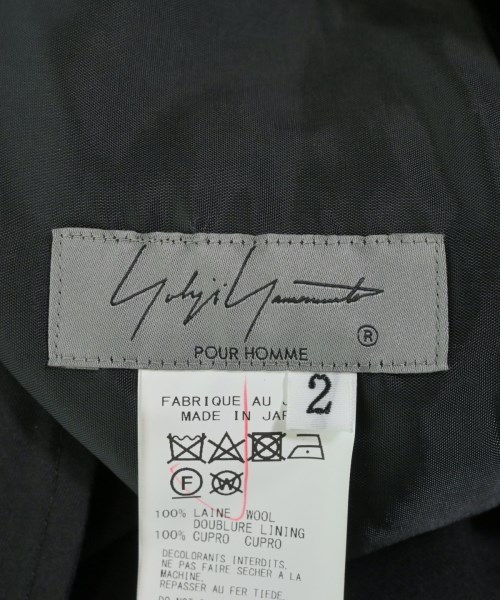 Yohji Yamamoto
®
POUR HOMME
2
FABRIQUE AU
MADE IN
F
W
100% LAINE WOOL
DOUBLURE LINING
100% CUPRO CUPRO
DECOLORANTS INTERDITS.
NE PAS FAIRE SECHER A LA
MACHINE.
REPASSER AU FER TIEDE.